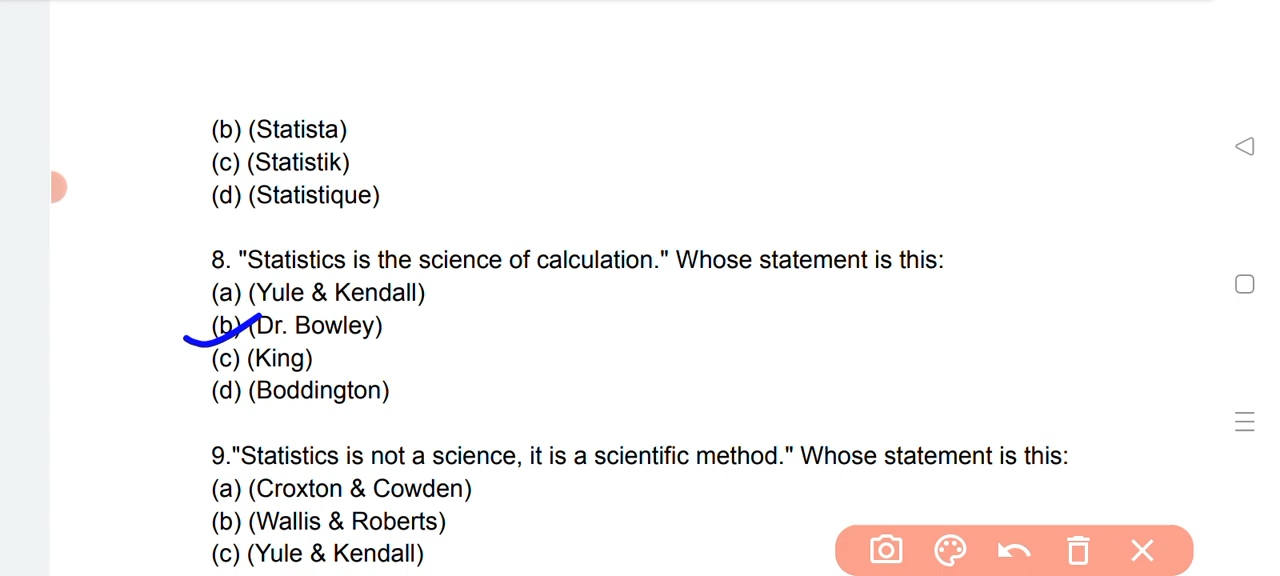 (b) (Statista)
(c) (Statistik)
(d) (Statistique)
8. "Statistics is the science of calculation." Whose statement is this:
(a) (Yule & Kendall)
(b) (Dr. Bowley)
(c) (King)
(d) (Boddington)
9."Statistics is not a science, it is a scientific method." Whose statement is this:
(a) (Croxton & Cowden)
(b) (Wallis & Roberts)
(c) (Yule & Kendall)